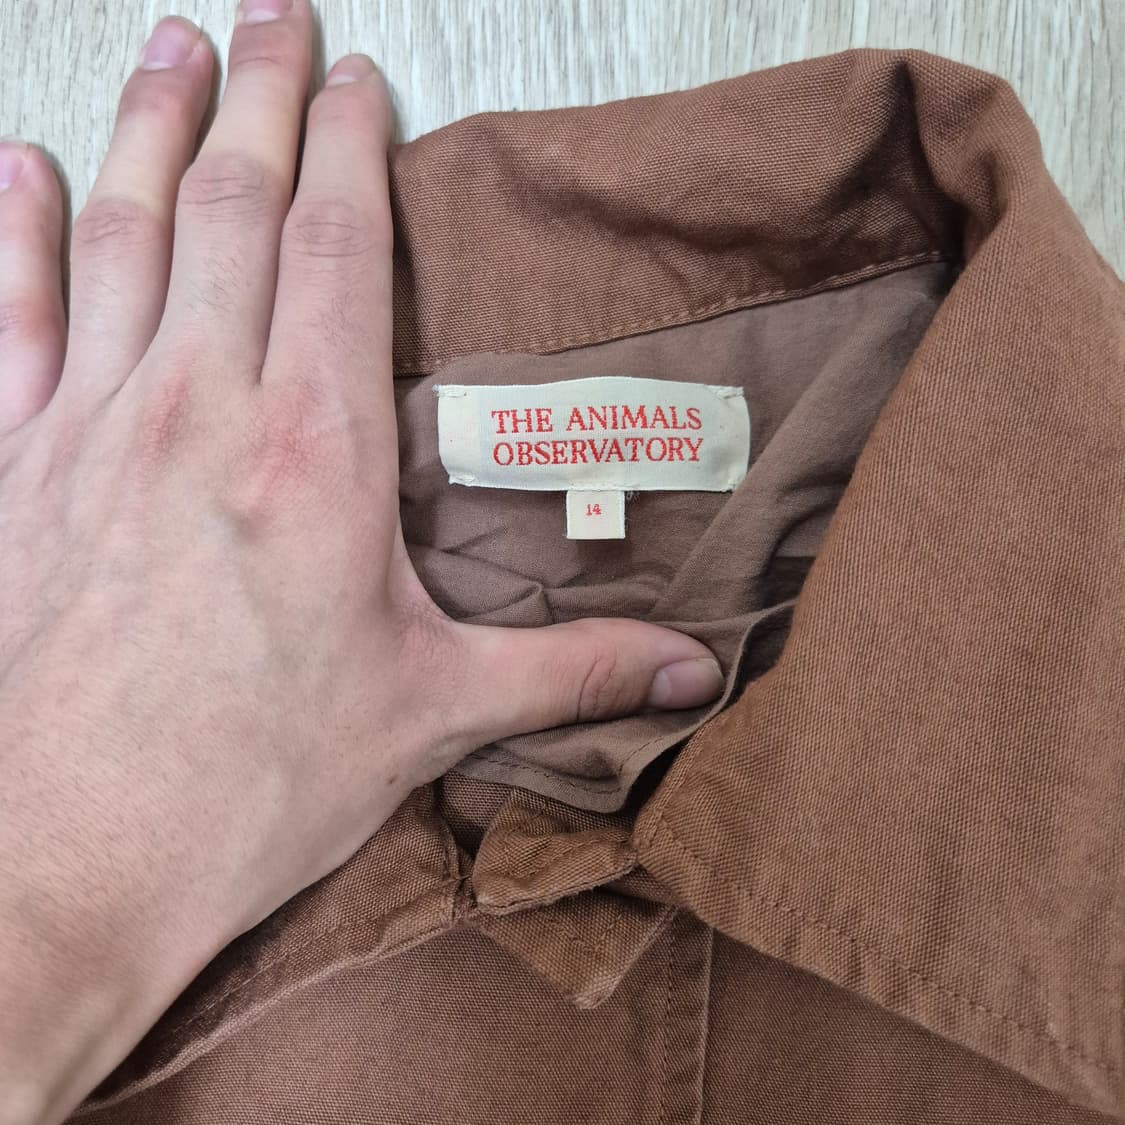 THE ANIMALS
OBSERVATORY
14